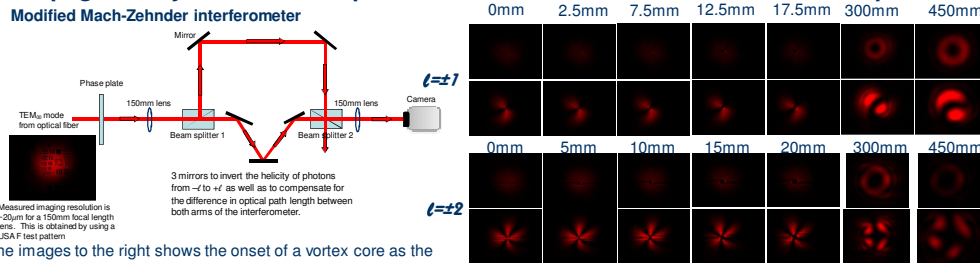 Modified Mach-Zehnder interferometer
Mirror
Phase plate
150mm lens
150mm lens
Camera
TEM₀₀ mode
from optical fiber
Beam splitter 1
Beam splitter 2
3 mirrors to invert the helicity of photons
from -ℓ to +ℓ as well as to compensate for
the difference in optical path length between
both arms of the interferometer.
Measured imaging resolution is
~20μm for a 150mm focal length
lens. This is obtained by using a
USAF test pattern
he images to the right shows the onset of a vortex core as the
0mm 2.5mm 7.5mm 12.5mm 17.5mm 300mm 450mm
ℓ=±1
0mm 5mm 10mm 15mm 20mm 300mm 450mm
ℓ=±2